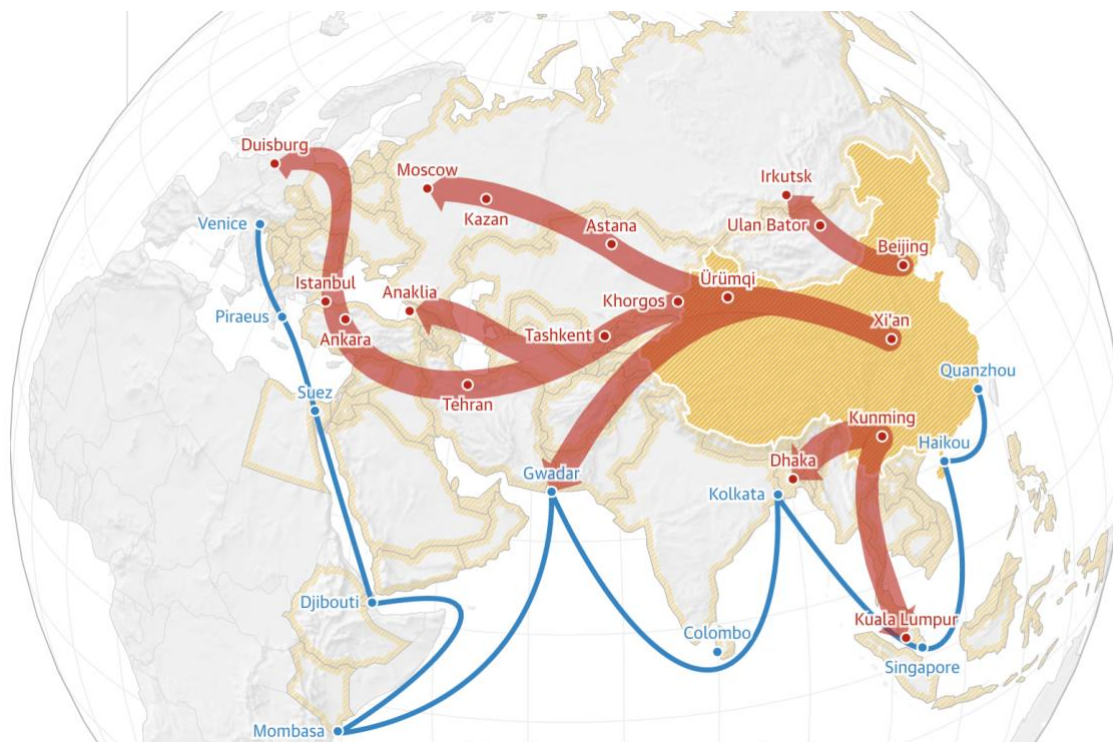 Duisburg
Moscow
Irkutsk
Kazan
Venice
Astana
Ulan Bator
Beijing
Istanbul
Anaklia
Khorgos
Ürümqi
Piraeus
Ankara
Tashkent
Xi'an
Quanzhou
Suez
Tehran
Kunming
Haikou
Dhaka
Gwadar
Kolkata
Djibouti
Colombo
Kuala Lumpur
Singapore
Mombasa